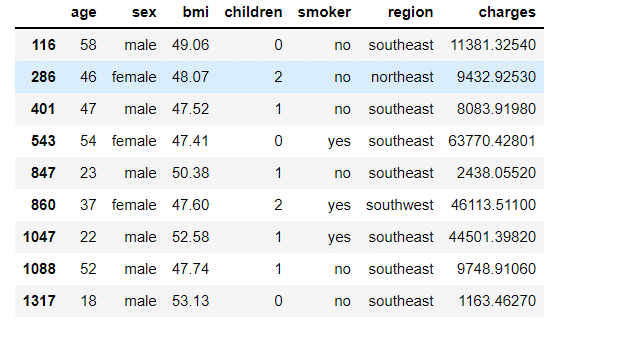 age sex bmi children smoker region charges
116 58 male 49.06 0 no southeast 11381.32540
286 46 female 48.07 2 no northeast 9432.92530
401 47 male 47.52 1 no southeast 8083.91980
543 54 female 47.41 0 yes southeast 63770.42801
847 23 male 50.38 1 no southeast 2438.05520
860 37 female 47.60 2 yes southwest 46113.51100
1047 22 male 52.58 1 yes southeast 44501.39820
1088 52 male 47.74 1 no southeast 9748.91060
1317 18 male 53.13 0 no southeast 1163.46270